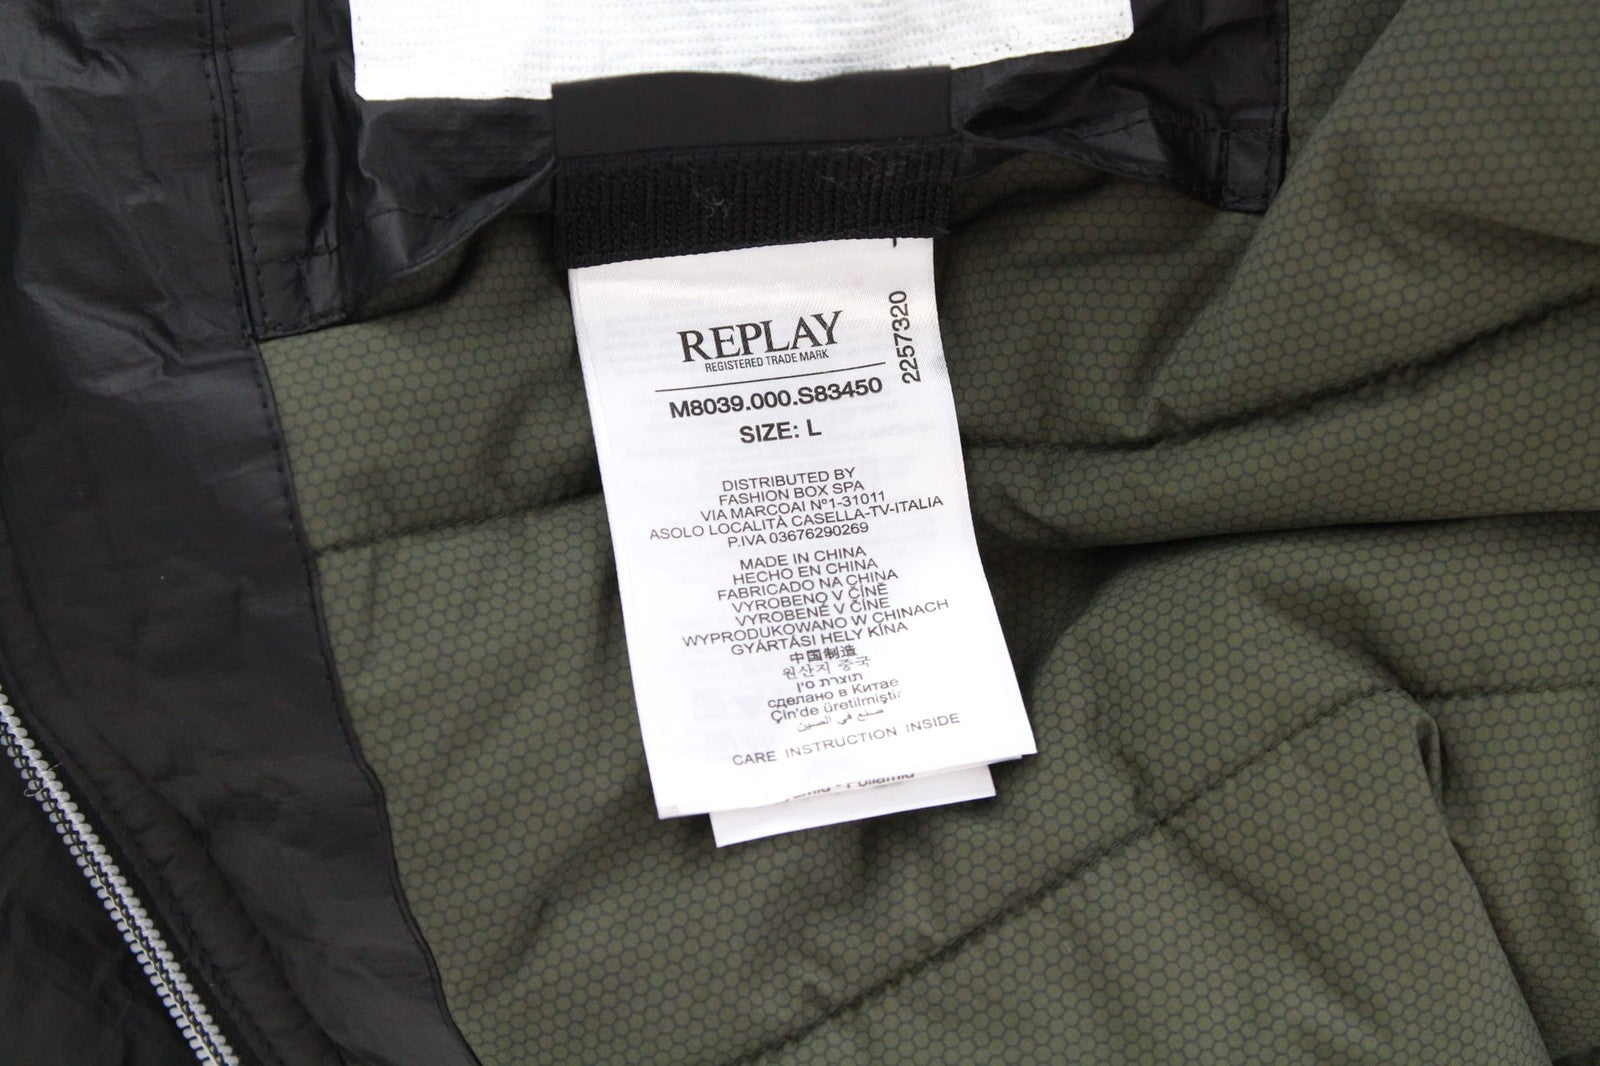 REPLAY
REGISTERED TRADE MARK
2257320
M8039.000.S83450
SIZE: L
DISTRIBUTED BY
FASHION BOX SPA
VIA MARCOAI Nº1-31011
ASOLO LOCALITÀ CASELLA-TV-ITALIA
P.IVA 03676290269
MADE IN CHINA
HECHO EN CHINA
FABRICADO NA CHINA
VYROBENO V ČÍNĚ
VYROBENÉ V ČÍNE
WYPRODUKOWANO W CHINACH
GYÁRTÁSI HELY KÍNA
中国制造
원산지 중국
תוצרת סין
сделано в Китае
Çin'de üretilmiştir
صنع في الصين
CARE INSTRUCTION INSIDE
- Poliamid